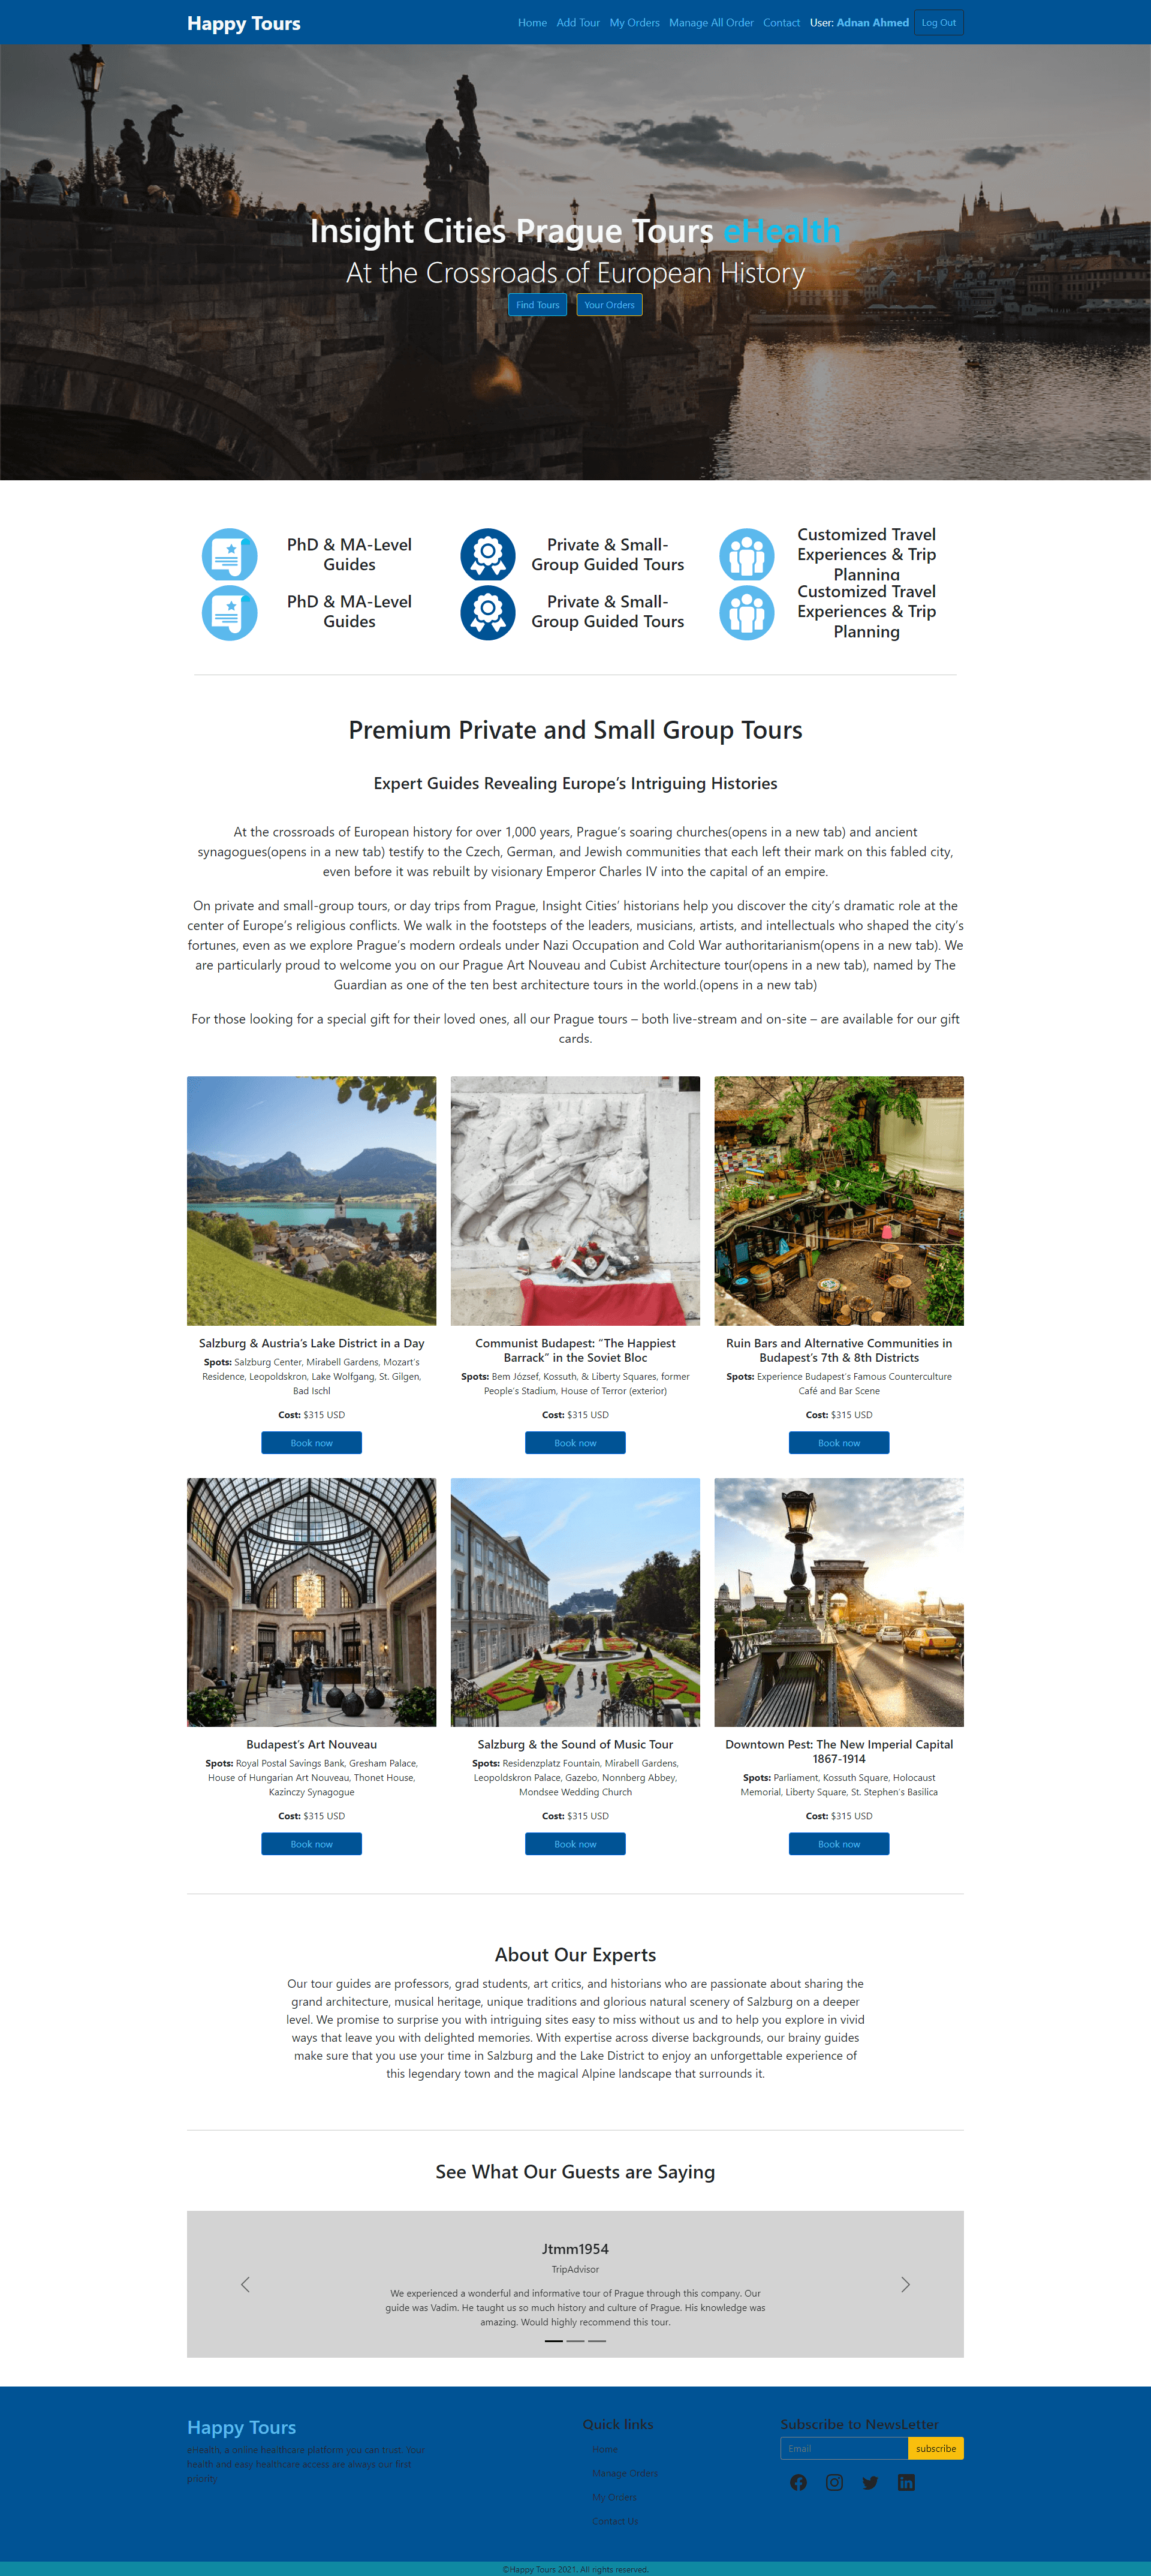 Happy Tours
Home Add Tour My Orders Manage All Order Contact User: Adnan Ahmed Log Out
Insight Cities Prague Tours eHealth
At the Crossroads of European History
Find Tours Your Orders
PhD & MA-Level
Guides
Private & Small-
Group Guided Tours
Customized Travel
Experiences & Trip
Planning
PhD & MA-Level
Guides
Private & Small-
Group Guided Tours
Customized Travel
Experiences & Trip
Planning
Premium Private and Small Group Tours
Expert Guides Revealing Europe's Intriguing Histories
At the crossroads of European history for over 1,000 years, Prague's soaring churches(opens in a new tab) and ancient
synagogues(opens in a new tab) testify to the Czech, German, and Jewish communities that each left their mark on this fabled city,
even before it was rebuilt by visionary Emperor Charles IV into the capital of an empire.
On private and small-group tours, or day trips from Prague, Insight Cities' historians help you discover the city's dramatic role at the
center of Europe's religious conflicts. We walk in the footsteps of the leaders, musicians, artists, and intellectuals who shaped the city's
fortunes, even as we explore Prague's modern ordeals under Nazi Occupation and Cold War authoritarianism(opens in a new tab). We
are particularly proud to welcome you on our Prague Art Nouveau and Cubist Architecture tour(opens in a new tab), named by The
Guardian as one of the ten best architecture tours in the world.(opens in a new tab)
For those looking for a special gift for their loved ones, all our Prague tours – both live-stream and on-site – are available for our gift
cards.
Salzburg & Austria's Lake District in a Day
Spots: Salzburg Center, Mirabell Gardens, Mozart's
Residence, Leopoldskron, Lake Wolfgang, St. Gilgen,
Bad Ischl
Cost: $315 USD
Book now
Communist Budapest: "The Happiest
Barrack" in the Soviet Bloc
Spots: Bem József, Kossuth, & Liberty Squares, former
People's Stadium, House of Terror (exterior)
Cost: $315 USD
Book now
Ruin Bars and Alternative Communities in
Budapest's 7th & 8th Districts
Spots: Experience Budapest's Famous Counterculture
Café and Bar Scene
Cost: $315 USD
Book now
Budapest's Art Nouveau
Spots: Royal Postal Savings Bank, Gresham Palace,
House of Hungarian Art Nouveau, Thonet House,
Kazinczy Synagogue
Cost: $315 USD
Book now
Salzburg & the Sound of Music Tour
Spots: Residenzplatz Fountain, Mirabell Gardens,
Leopoldskron Palace, Gazebo, Nonnberg Abbey,
Mondsee Wedding Church
Cost: $315 USD
Book now
Downtown Pest: The New Imperial Capital
1867-1914
Spots: Parliament, Kossuth Square, Holocaust
Memorial, Liberty Square, St. Stephen's Basilica
Cost: $315 USD
Book now
About Our Experts
Our tour guides are professors, grad students, art critics, and historians who are passionate about sharing the
grand architecture, musical heritage, unique traditions and glorious natural scenery of Salzburg on a deeper
level. We promise to surprise you with intriguing sites easy to miss without us and to help you explore in vivid
ways that leave you with delighted memories. With expertise across diverse backgrounds, our brainy guides
make sure that you use your time in Salzburg and the Lake District to enjoy an unforgettable experience of
this legendary town and the magical Alpine landscape that surrounds it.
See What Our Guests are Saying
Jtmm1954
TripAdvisor
We experienced a wonderful and informative tour of Prague through this company. Our
guide was Vadim. He taught us so much history and culture of Prague. His knowledge was
amazing. Would highly recommend this tour.
Happy Tours
eHealth, a online healthcare platform you can trust. Your
health and easy healthcare access are always our first
priority
Quick links
Home
Manage Orders
My Orders
Contact Us
Subscribe to NewsLetter
Email subscribe
©Happy Tours 2021. All rights reserved.